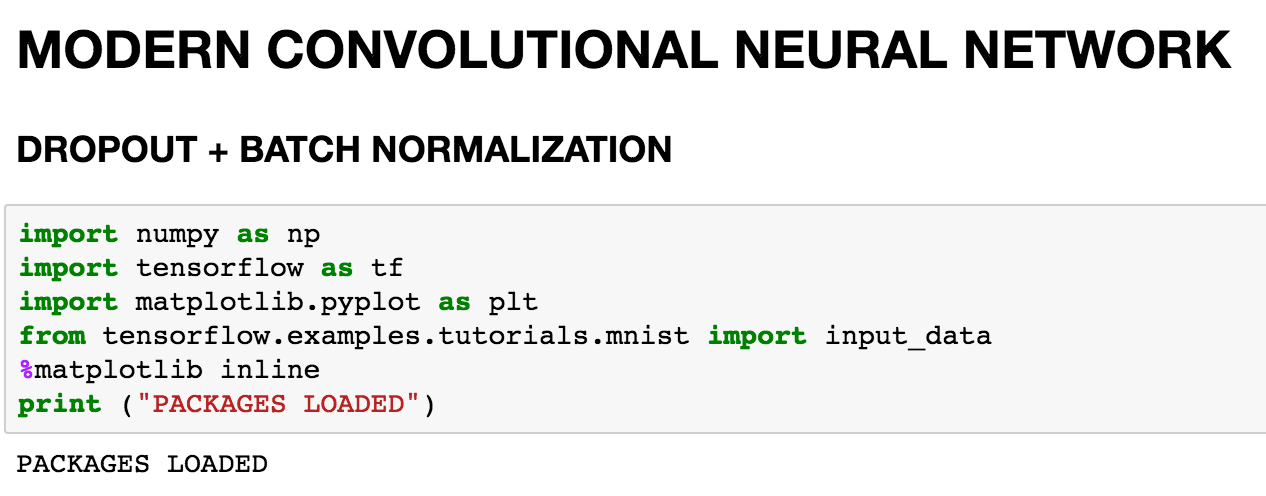 MODERN CONVOLUTIONAL NEURAL NETWORK
DROPOUT + BATCH NORMALIZATION
import numpy as np
import tensorflow as tf
import matplotlib.pyplot as plt
from tensorflow.examples.tutorials.mnist import input_data
%matplotlib inline
print ("PACKAGES LOADED")
PACKAGES LOADED